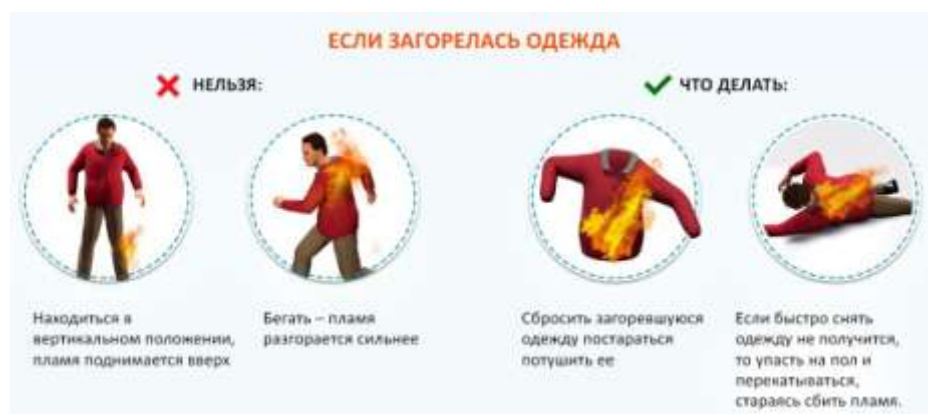 ЕСЛИ ЗАГОРЕЛАСЬ ОДЕЖДА
НЕЛЬЗЯ:
Находиться в
вертикальном положении,
пламя поднимается вверх
Бегать – пламя
разгорается сильнее
ЧТО ДЕЛАТЬ:
Сбросить загоревшуюся
одежду постараться
потушить ее
Если быстро снять
одежду не получится,
то упасть на пол и
перекатываться,
стараясь сбить пламя.